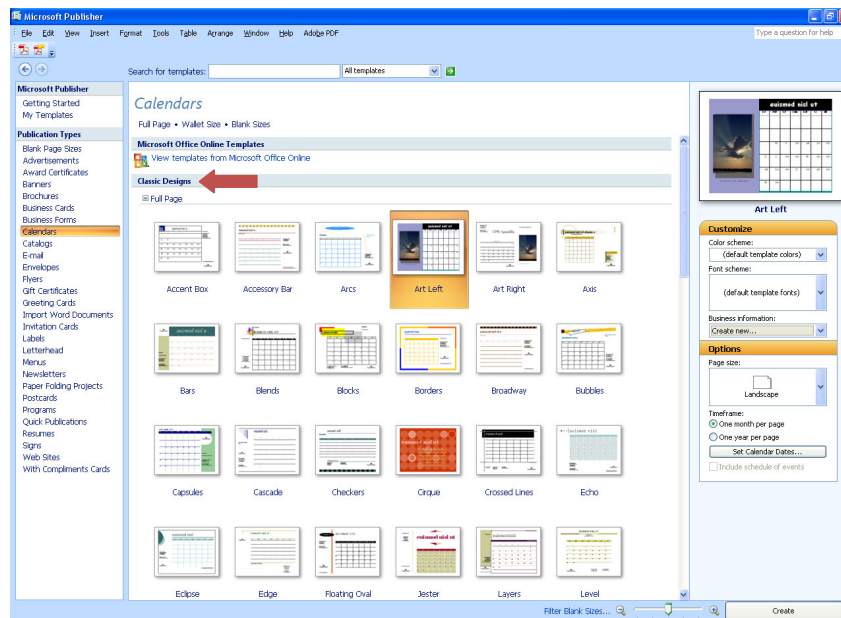 Microsoft Publisher
File Edit View Insert Format Tools Table Arrange Window Help Adobe PDF
Type a question for help
Search for templates: All templates
Microsoft Publisher
Getting Started
My Templates
Publication Types
Blank Page Sizes
Advertisements
Award Certificates
Banners
Brochures
Business Cards
Business Forms
Calendars
Catalogs
E-mail
Envelopes
Flyers
Gift Certificates
Greeting Cards
Import Word Documents
Invitation Cards
Labels
Letterhead
Menus
Newsletters
Paper Folding Projects
Postcards
Programs
Quick Publications
Resumes
Signs
Web Sites
With Compliments Cards
Calendars
Full Page • Wallet Size • Blank Sizes
Microsoft Office Online Templates
View templates from Microsoft Office Online
Classic Designs
Full Page
Accent Box Accessory Bar Arcs Art Left Art Right Axis
Bars Blends Blocks Borders Broadway Bubbles
Capsules Cascade Checkers Cirque Crossed Lines Echo
Eclipse Edge Floating Oval Jester Layers Level
euismod nisl ut
Art Left
Customize
Color scheme:
(default template colors)
Font scheme:
(default template fonts)
Business information:
Create new...
Options
Page size:
Landscape
Timeframe:
One month per page
One year per page
Set Calendar Dates...
Include schedule of events
Filter Blank Sizes...
Create